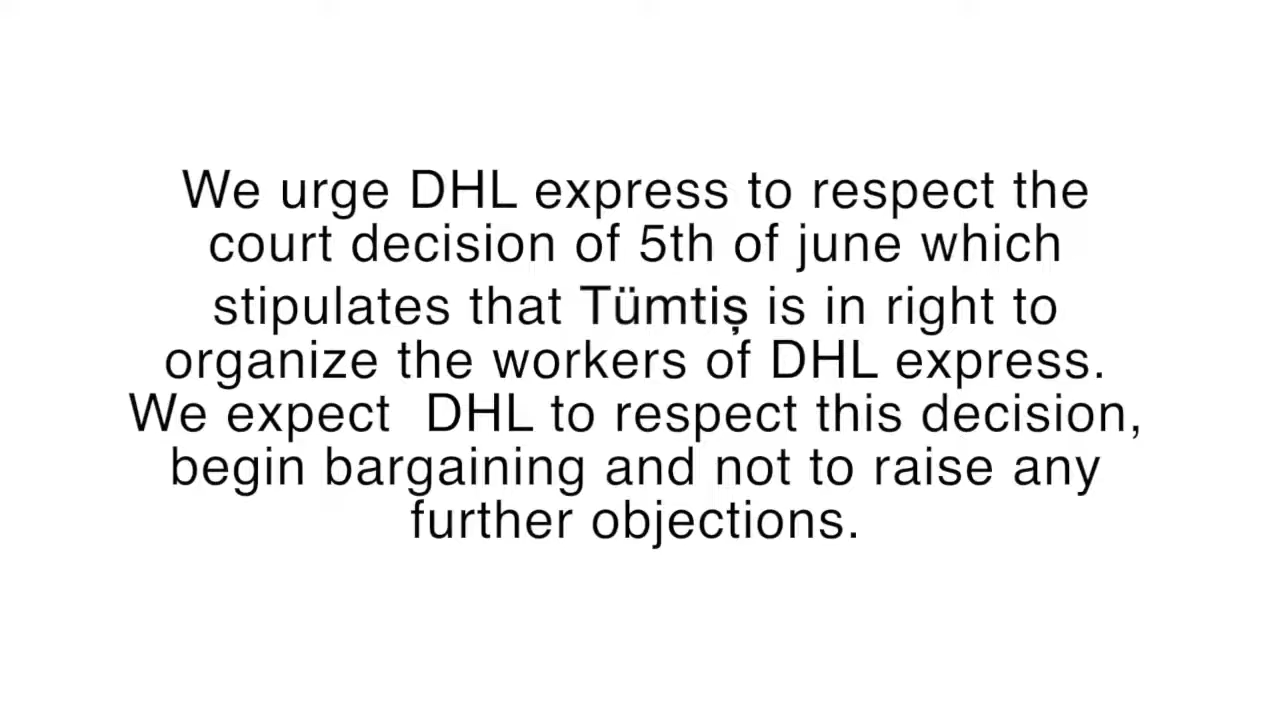 We urge DHL express to respect the
court decision of 5th of june which
stipulates that Tümtiş is in right to
organize the workers of DHL express.
We expect  DHL to respect this decision,
begin bargaining and not to raise any
further objections.